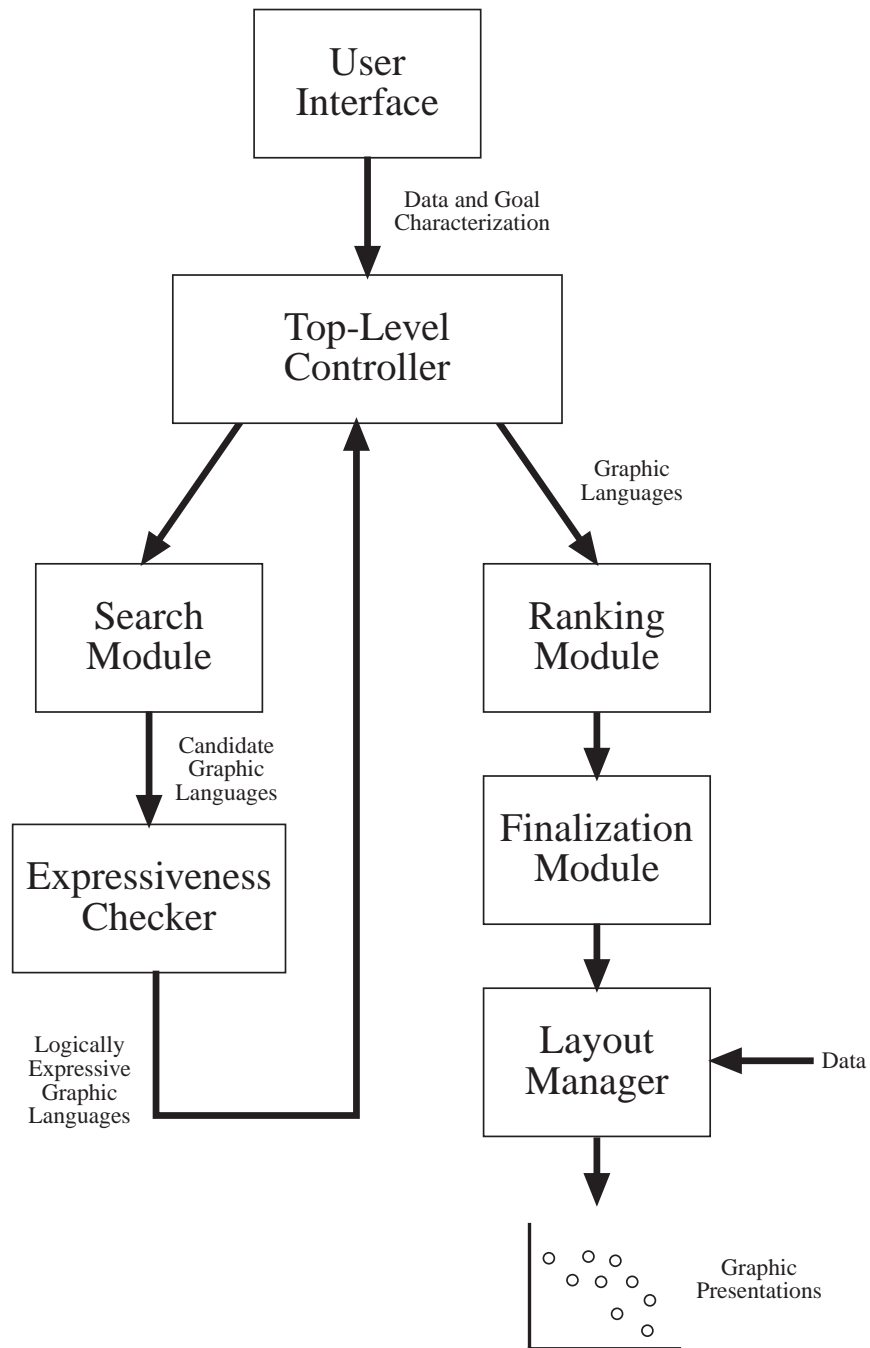 User
Interface
Data and Goal
Characterization
Top-Level
Controller
Graphic
Languages
Search
Module
Ranking
Module
Candidate
Graphic
Languages
Finalization
Module
Expressiveness
Checker
Layout
Manager
Data
Logically
Expressive
Graphic
Languages
Graphic
Presentations